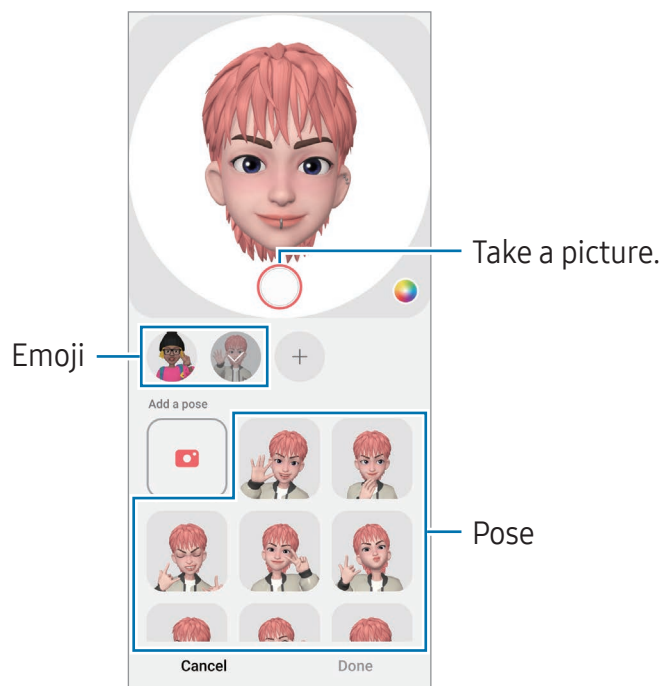 Take a picture.
Emoji
Add a pose
Pose
Cancel
Done